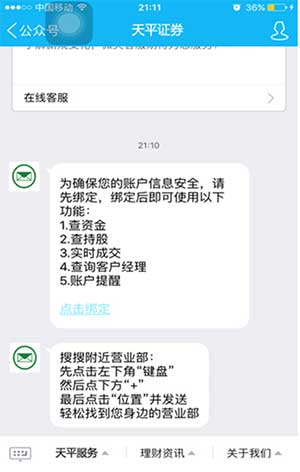 中国移动 21:11 36%
公众号 天平证券
在线客服
21:10
为确保您的账户信息安全，请
先绑定，绑定后即可使用以下
功能：
1.查资金
2.查持股
3.实时成交
4.查询客户经理
5.账户提醒
点击绑定
搜搜附近营业部：
先点击左下角“键盘”
然后点下方“+”
最后点击“位置”并发送
轻松找到您身边的营业部
天平服务 理财资讯 关于我们